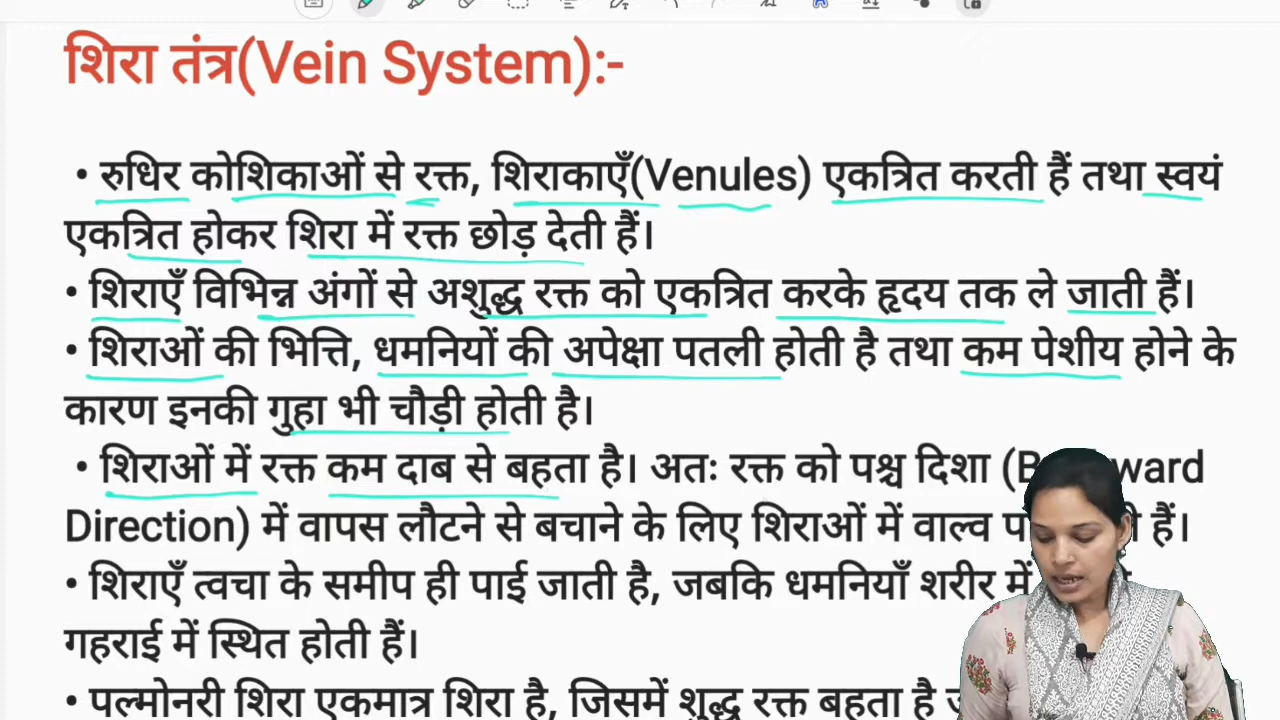 शिरा तंत्र(Vein System):-
• रुधिर कोशिकाओं से रक्त, शिराकाएँ(Venules) एकत्रित करती हैं तथा स्वयं
एकत्रित होकर शिरा में रक्त छोड़ देती हैं।
• शिराएँ विभिन्न अंगों से अशुद्ध रक्त को एकत्रित करके हृदय तक ले जाती हैं।
• शिराओं की भित्ति, धमनियों की अपेक्षा पतली होती है तथा कम पेशीय होने के
कारण इनकी गुहा भी चौड़ी होती है।
• शिराओं में रक्त कम दाब से बहता है। अतः रक्त को पश्च दिशा (
Direction) में वापस लौटने से बचाने के लिए शिराओं में वाल्व हैं।
• शिराएँ त्वचा के समीप ही पाई जाती है, जबकि धमनियाँ शरीर में
गहराई में स्थित होती हैं।
• पल्मोनरी शिरा एकमात्र शिरा है, जिसमें शुद्ध रक्त बहता है